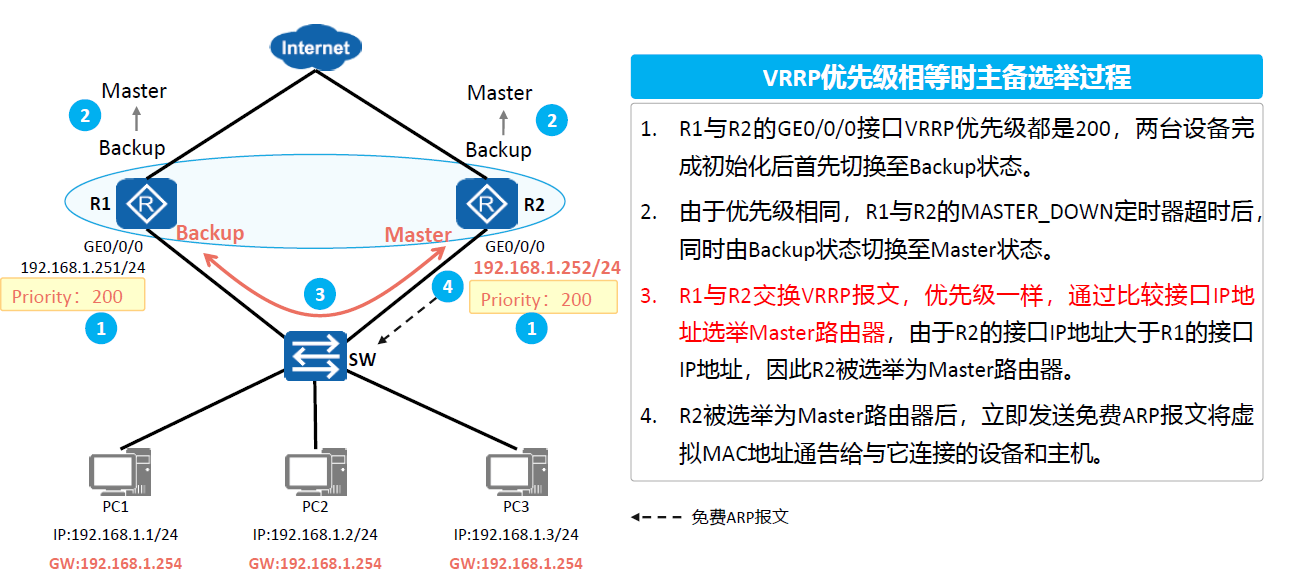 Internet
Master
2
Backup
Master
2
Backup
R1
R2
Backup
Master
GE0/0/0
192.168.1.251/24
Priority：200
1
GE0/0/0
192.168.1.252/24
Priority：200
1
3
4
SW
PC1
IP:192.168.1.1/24
GW:192.168.1.254
PC2
IP:192.168.1.2/24
GW:192.168.1.254
PC3
IP:192.168.1.3/24
GW:192.168.1.254
VRRP优先级相等时主备选举过程
1. R1与R2的GE0/0/0接口VRRP优先级都是200，两台设备完
成初始化后首先切换至Backup状态。
2. 由于优先级相同，R1与R2的MASTER_DOWN定时器超时后，
同时由Backup状态切换至Master状态。
3. R1与R2交换VRRP报文，优先级一样，通过比较接口IP地
址选举Master路由器，由于R2的接口IP地址大于R1的接口
IP地址，因此R2被选举为Master路由器。
4. R2被选举为Master路由器后，立即发送免费ARP报文将虚
拟MAC地址通告给与它连接的设备和主机。
免费ARP报文